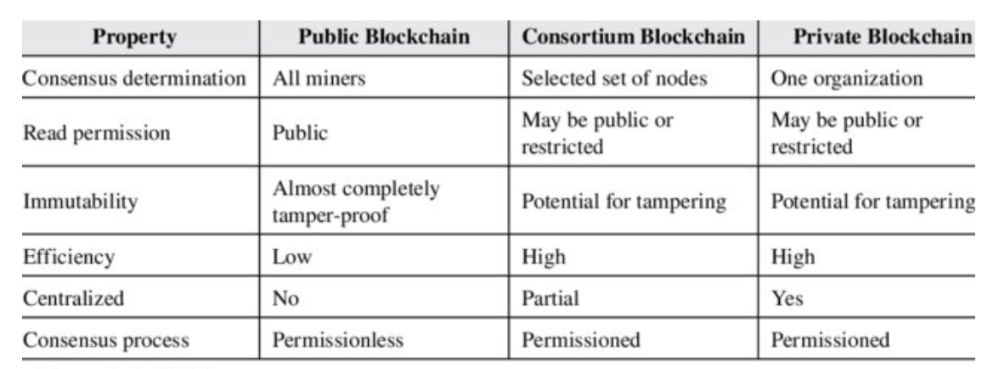 Property Public Blockchain Consortium Blockchain Private Blockchain
Consensus determination All miners Selected set of nodes One organization
Read permission Public May be public or restricted May be public or restricted
Immutability Almost completely tamper-proof Potential for tampering Potential for tampering
Efficiency Low High High
Centralized No Partial Yes
Consensus process Permissionless Permissioned Permissioned